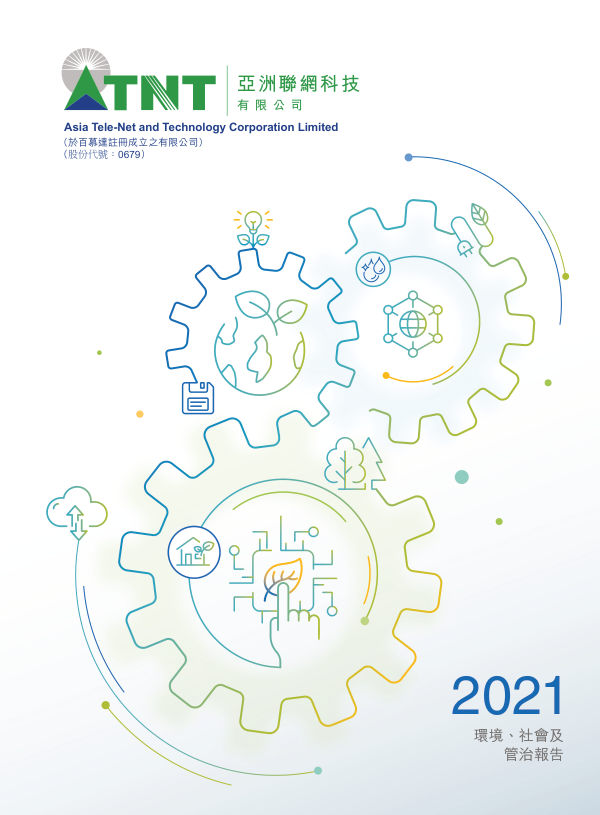 ATNT
亞洲聯網科技
有限公司
Asia Tele-Net and Technology Corporation Limited
（於百慕達註冊成立之有限公司）
（股份代號：0679）
2021
環境、社會及
管治報告